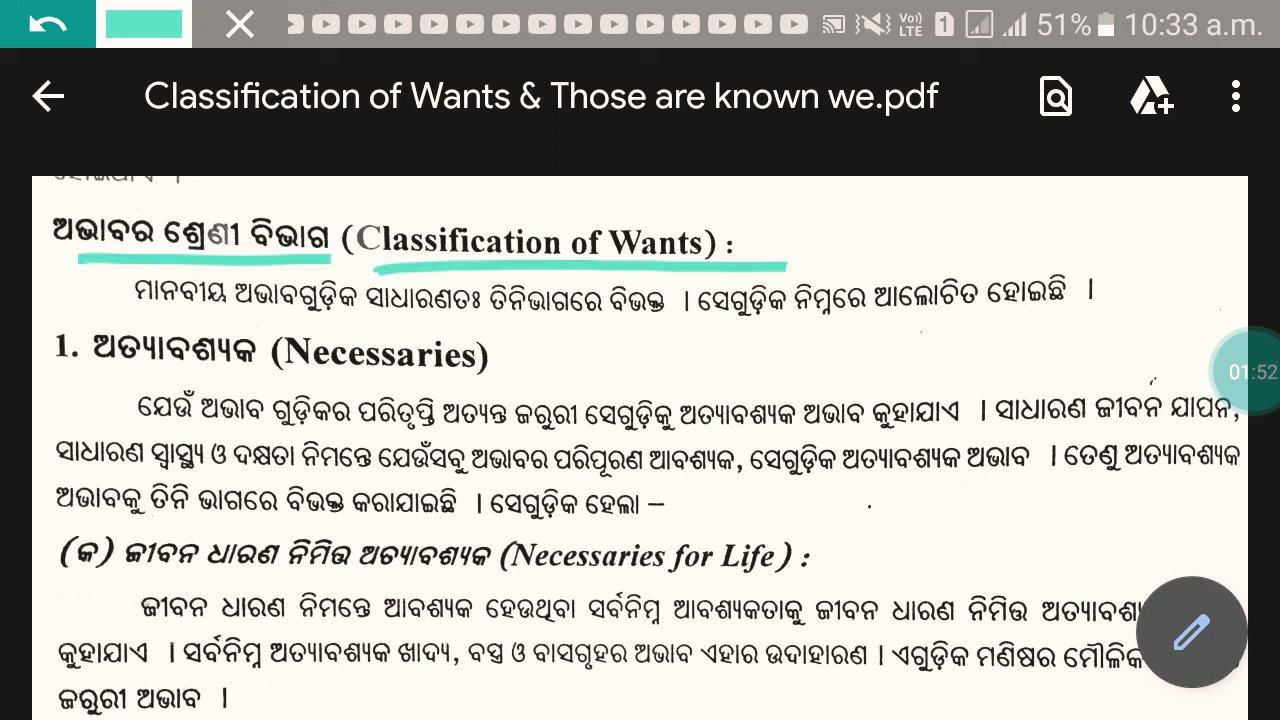 Vo)) LTE 1 51% 10:33 a.m.
Classification of Wants & Those are known we.pdf
ଅଭାବର ଶ୍ରେଣୀ ବିଭାଗ (Classification of Wants) :
ମାନବୀୟ ଅଭାବଗୁଡ଼ିକ ସାଧାରଣତଃ ତିନିଭାଗରେ ବିଭକ୍ତ । ସେଗୁଡ଼ିକ ନିମ୍ନରେ ଆଲୋଚିତ ହୋଇଛି ।
1. ଅତ୍ୟାବଶ୍ୟକ (Necessaries)
01:52
ଯେଉଁ ଅଭାବ ଗୁଡ଼ିକର ପରିତୃପ୍ତି ଅତ୍ୟନ୍ତ ଜରୁରୀ ସେଗୁଡ଼ିକୁ ଅତ୍ୟାବଶ୍ୟକ ଅଭାବ କୁହାଯାଏ । ସାଧାରଣ ଜୀବନ ଯାପନ,
ସାଧାରଣ ସ୍ୱାସ୍ଥ୍ୟ ଓ ଦକ୍ଷତା ନିମନ୍ତେ ଯେଉଁସବୁ ଅଭାବର ପରିପୂରଣ ଆବଶ୍ୟକ, ସେଗୁଡ଼ିକ ଅତ୍ୟାବଶ୍ୟକ ଅଭାବ । ତେଣୁ ଅତ୍ୟାବଶ୍ୟକ
ଅଭାବକୁ ତିନି ଭାଗରେ ବିଭକ୍ତ କରାଯାଇଛି । ସେଗୁଡ଼ିକ ହେଲା –
(କ) ଜୀବନ ଧାରଣ ନିମିତ୍ତ ଅତ୍ୟାବଶ୍ୟକ (Necessaries for Life) :
ଜୀବନ ଧାରଣ ନିମନ୍ତେ ଆବଶ୍ୟକ ହେଉଥିବା ସର୍ବନିମ୍ନ ଆବଶ୍ୟକତାକୁ ଜୀବନ ଧାରଣ ନିମିତ୍ତ
କୁହାଯାଏ । ସର୍ବନିମ୍ନ ଅତ୍ୟାବଶ୍ୟକ ଖାଦ୍ୟ, ବସ୍ତ୍ର ଓ ବାସଗୃହର ଅଭାବ ଏହାର ଉଦାହାରଣ । ଏଗୁଡ଼ିକ ମଣିଷର ମୌଳିକ
ଜରୁରୀ ଅଭାବ ।